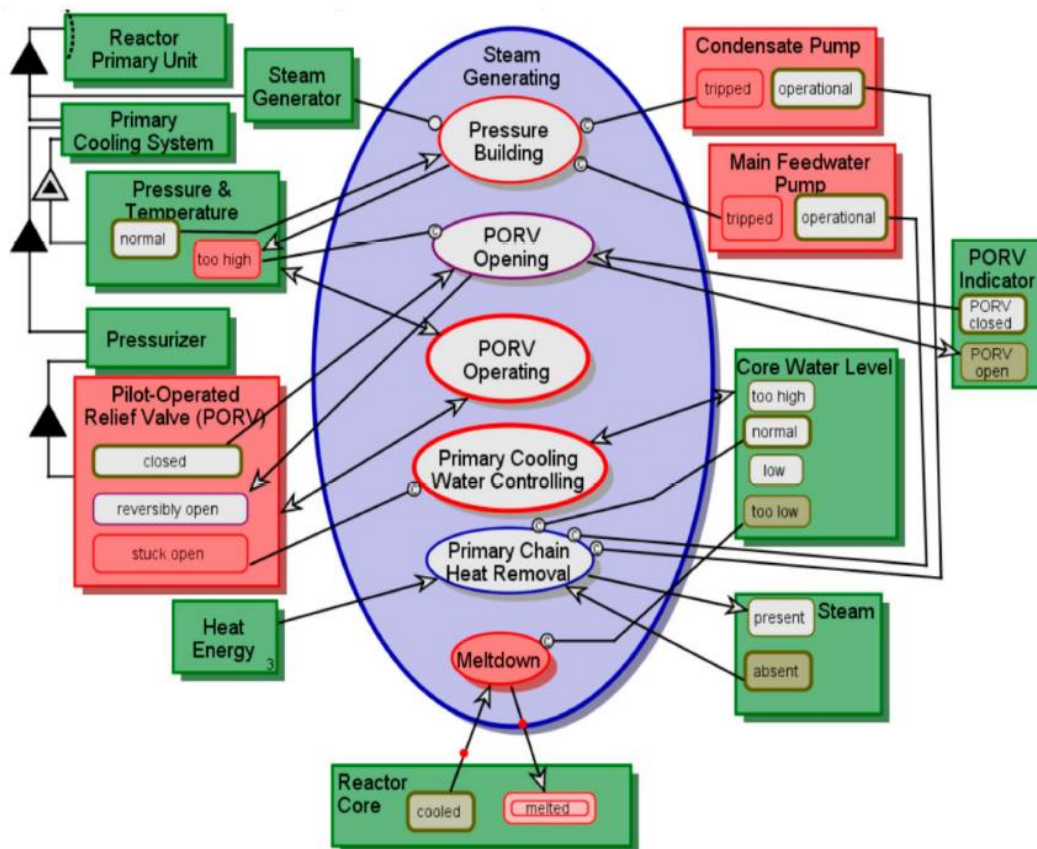 Reactor
Primary Unit
Steam
Generator
Primary
Cooling System
Pressure &
Temperature
normal
too high
Pressurizer
Pilot-Operated
Relief Valve (PORV)
closed
reversibly open
stuck open
Heat
Energy
3
Steam
Generating
Pressure
Building
PORV
Opening
PORV
Operating
Primary Cooling
Water Controlling
Primary Chain
Heat Removal
Meltdown
c
c
c
c
c
c
c
c
Condensate Pump
tripped
operational
Main Feedwater
Pump
tripped
operational
PORV
Indicator
PORV
closed
PORV
open
Core Water Level
too high
normal
low
too low
Steam
present
absent
Reactor
Core
cooled
melted